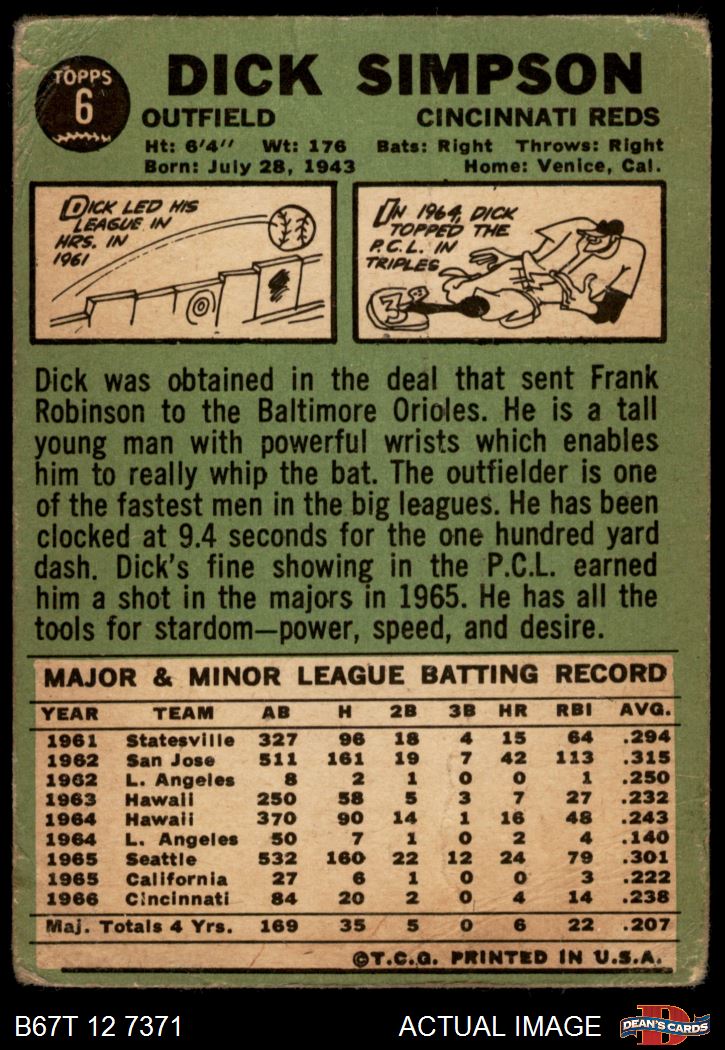 TOPPS
6
DICK SIMPSON
OUTFIELD CINCINNATI REDS
Ht: 6'4'' Wt: 176 Bats: Right Throws: Right
Born: July 28, 1943 Home: Venice, Cal.
DICK LED HIS
LEAGUE IN
HRS. IN
1961
IN 1964, DICK
TOPPED THE
P.C.L. IN
TRIPLES
3
Dick was obtained in the deal that sent Frank
Robinson to the Baltimore Orioles. He is a tall
young man with powerful wrists which enables
him to really whip the bat. The outfielder is one
of the fastest men in the big leagues. He has been
clocked at 9.4 seconds for the one hundred yard
dash. Dick's fine showing in the P.C.L. earned
him a shot in the majors in 1965. He has all the
tools for stardom—power, speed, and desire.
MAJOR & MINOR LEAGUE BATTING RECORD
YEAR TEAM AB H 2B 3B HR RBI AVG.
1961 Statesville 327 96 18 4 15 64 .294
1962 San Jose 511 161 19 7 42 113 .315
1962 L. Angeles 8 2 1 0 0 1 .250
1963 Hawaii 250 58 5 3 7 27 .232
1964 Hawaii 370 90 14 1 16 48 .243
1964 L. Angeles 50 7 1 0 2 4 .140
1965 Seattle 532 160 22 12 24 79 .301
1965 California 27 6 1 0 0 3 .222
1966 Cincinnati 84 20 2 0 4 14 .238
Maj. Totals 4 Yrs. 169 35 5 0 6 22 .207
©T.C.G. PRINTED IN U.S.A.
B67T 12 7371 ACTUAL IMAGE
D
DEAN'S CARDS